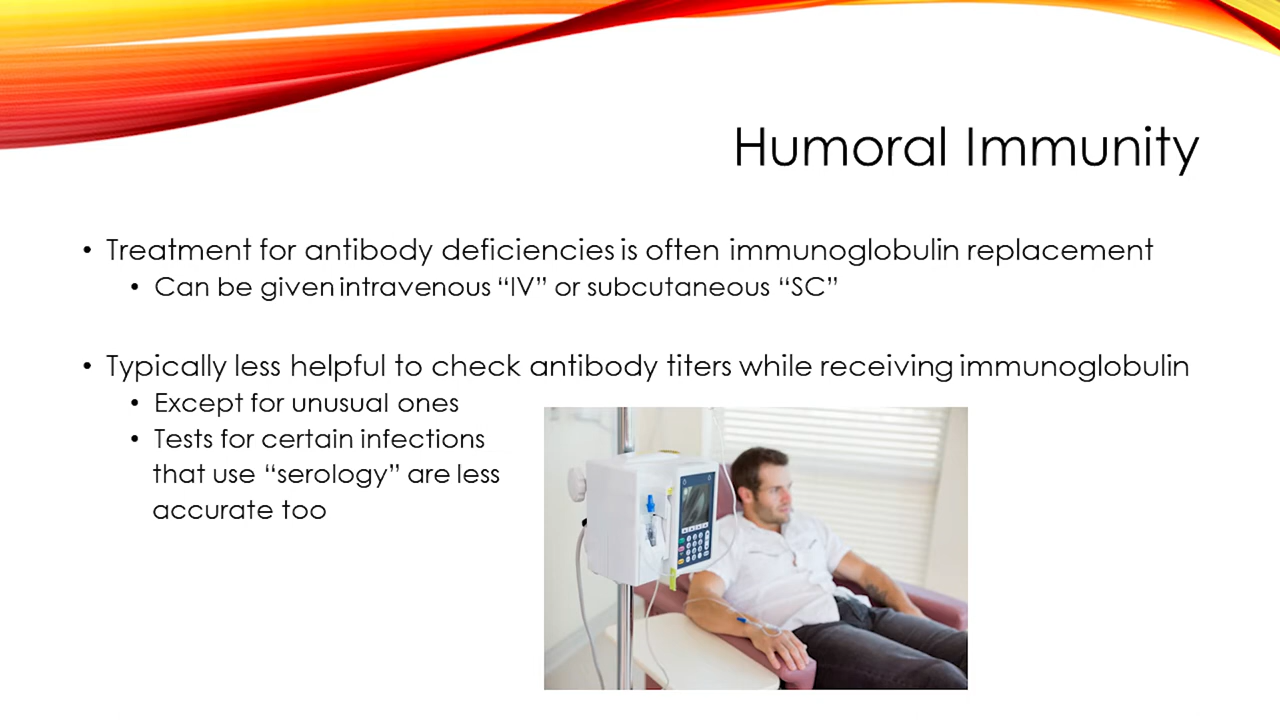 Humoral Immunity
• Treatment for antibody deficiencies is often immunoglobulin replacement
• Can be given intravenous “IV” or subcutaneous “SC”
• Typically less helpful to check antibody titers while receiving immunoglobulin
• Except for unusual ones
• Tests for certain infections
that use “serology” are less
accurate too